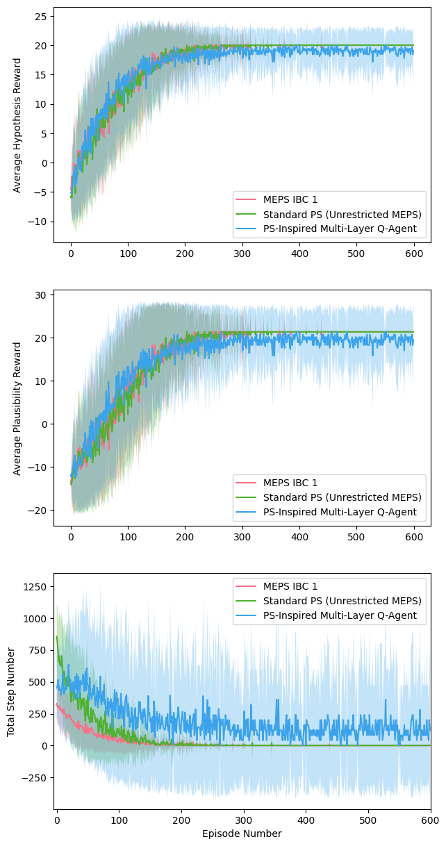 25
20
15
10
5
0
−5
−10
Average Hypothesis Reward
MEPS IBC 1
Standard PS (Unrestricted MEPS)
PS-Inspired Multi-Layer Q-Agent
0 100 200 300 400 500 600
30
20
10
0
−10
−20
Average Plausibility Reward
MEPS IBC 1
Standard PS (Unrestricted MEPS)
PS-Inspired Multi-Layer Q-Agent
0 100 200 300 400 500 600
1250
1000
750
500
250
0
−250
Total Step Number
MEPS IBC 1
Standard PS (Unrestricted MEPS)
PS-Inspired Multi-Layer Q-Agent
0 100 200 300 400 500 600
Episode Number